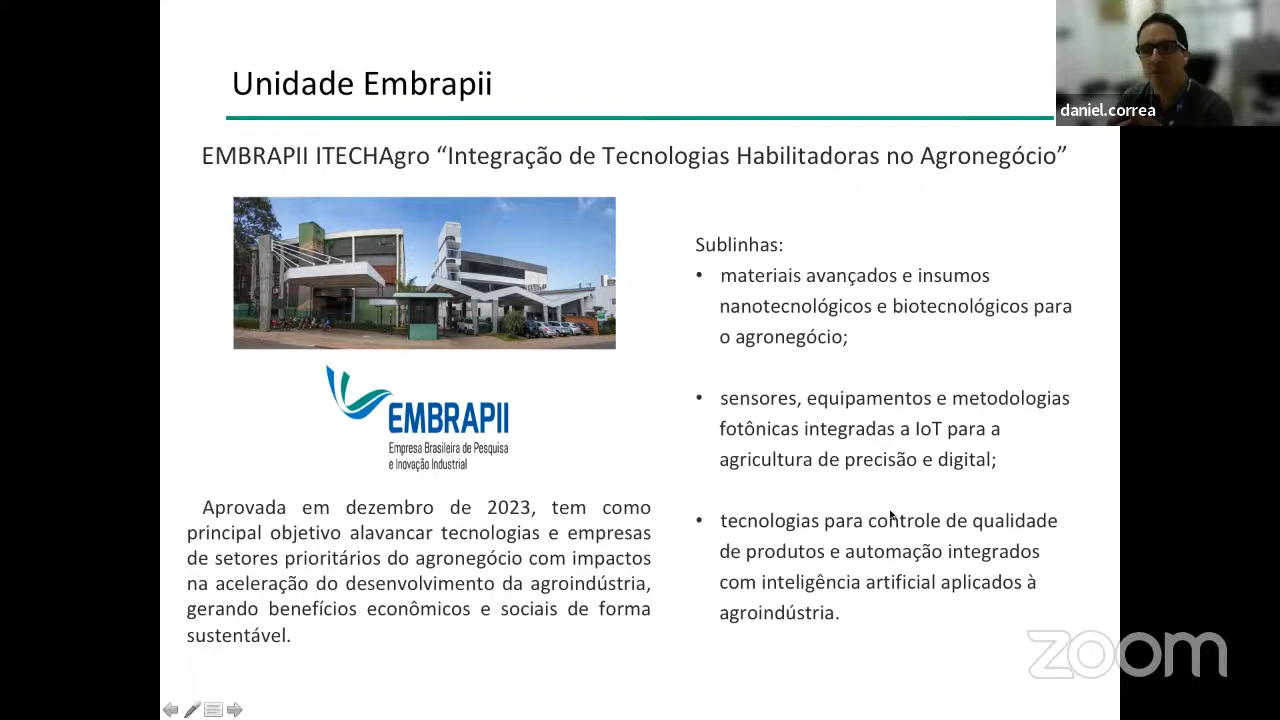 Unidade Embrapii
daniel.correa
EMBRAPII ITECHAgro “Integração de Tecnologias Habilitadoras no Agronegócio”
EMBRAPII
Empresa Brasileira de Pesquisa
e Inovação Industrial
Aprovada em dezembro de 2023, tem como
principal objetivo alavancar tecnologias e empresas
de setores prioritários do agronegócio com impactos
na aceleração do desenvolvimento da agroindústria,
gerando benefícios econômicos e sociais de forma
sustentável.
Sublinhas:
• materiais avançados e insumos
nanotecnológicos e biotecnológicos para
o agronegócio;
• sensores, equipamentos e metodologias
fotônicas integradas a IoT para a
agricultura de precisão e digital;
• tecnologias para controle de qualidade
de produtos e automação integrados
com inteligência artificial aplicados à
agroindústria.
zoom